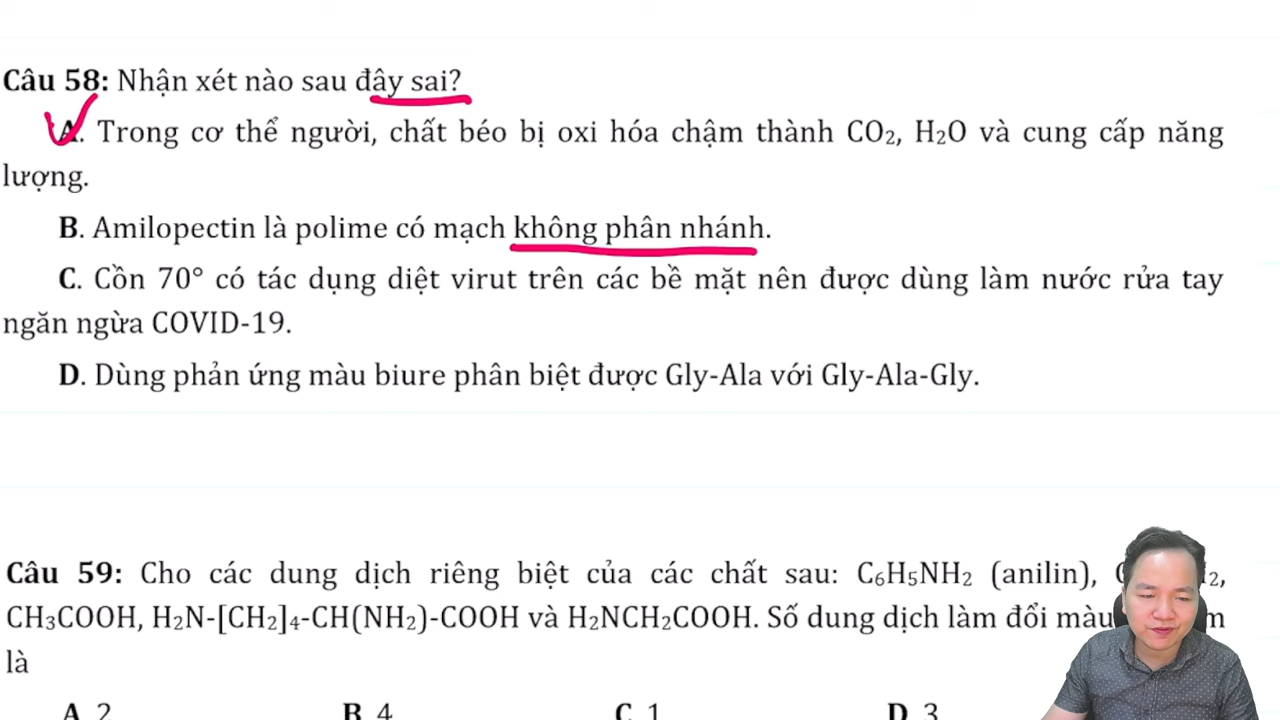 Câu 58: Nhận xét nào sau đây sai?
A. Trong cơ thể người, chất béo bị oxi hóa chậm thành CO₂, H₂O và cung cấp năng
lượng.
B. Amilopectin là polime có mạch không phân nhánh.
C. Cồn 70° có tác dụng diệt virut trên các bề mặt nên được dùng làm nước rửa tay
ngăn ngừa COVID-19.
D. Dùng phản ứng màu biure phân biệt được Gly-Ala với Gly-Ala-Gly.
Câu 59: Cho các dung dịch riêng biệt của các chất sau: C₆H₅NH₂ (anilin),
CH₃COOH, H₂N-[CH₂]₄-CH(NH₂)-COOH và H₂NCH₂COOH. Số dung dịch làm đổi màu
là
A. 2 B. 4 C. 1 D. 3